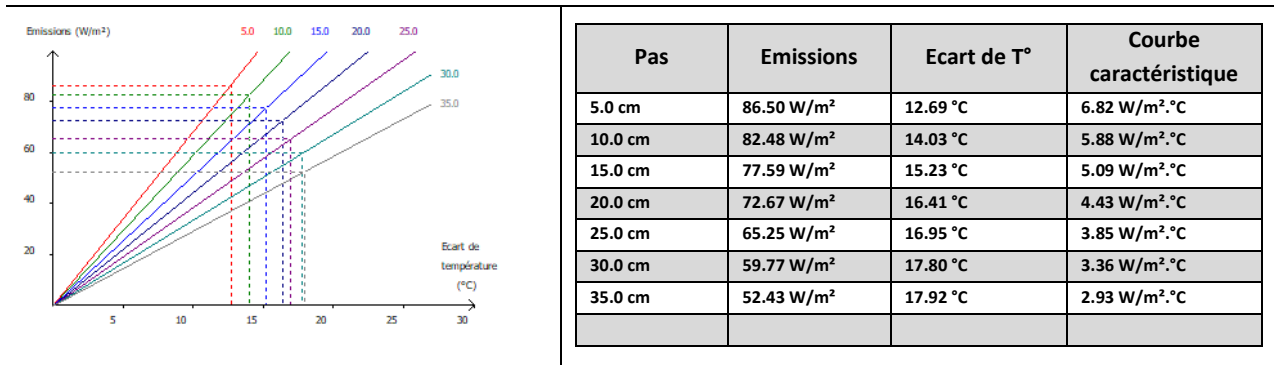 Emissions (W/m²)
5.0 10.0 15.0 20.0 25.0
30.0
35.0
80
60
40
20
Ecart de
température
(°C)
5 10 15 20 25 30
Pas Emissions Ecart de T° Courbe
caractéristique
5.0 cm 86.50 W/m² 12.69 °C 6.82 W/m².°C
10.0 cm 82.48 W/m² 14.03 °C 5.88 W/m².°C
15.0 cm 77.59 W/m² 15.23 °C 5.09 W/m².°C
20.0 cm 72.67 W/m² 16.41 °C 4.43 W/m².°C
25.0 cm 65.25 W/m² 16.95 °C 3.85 W/m².°C
30.0 cm 59.77 W/m² 17.80 °C 3.36 W/m².°C
35.0 cm 52.43 W/m² 17.92 °C 2.93 W/m².°C